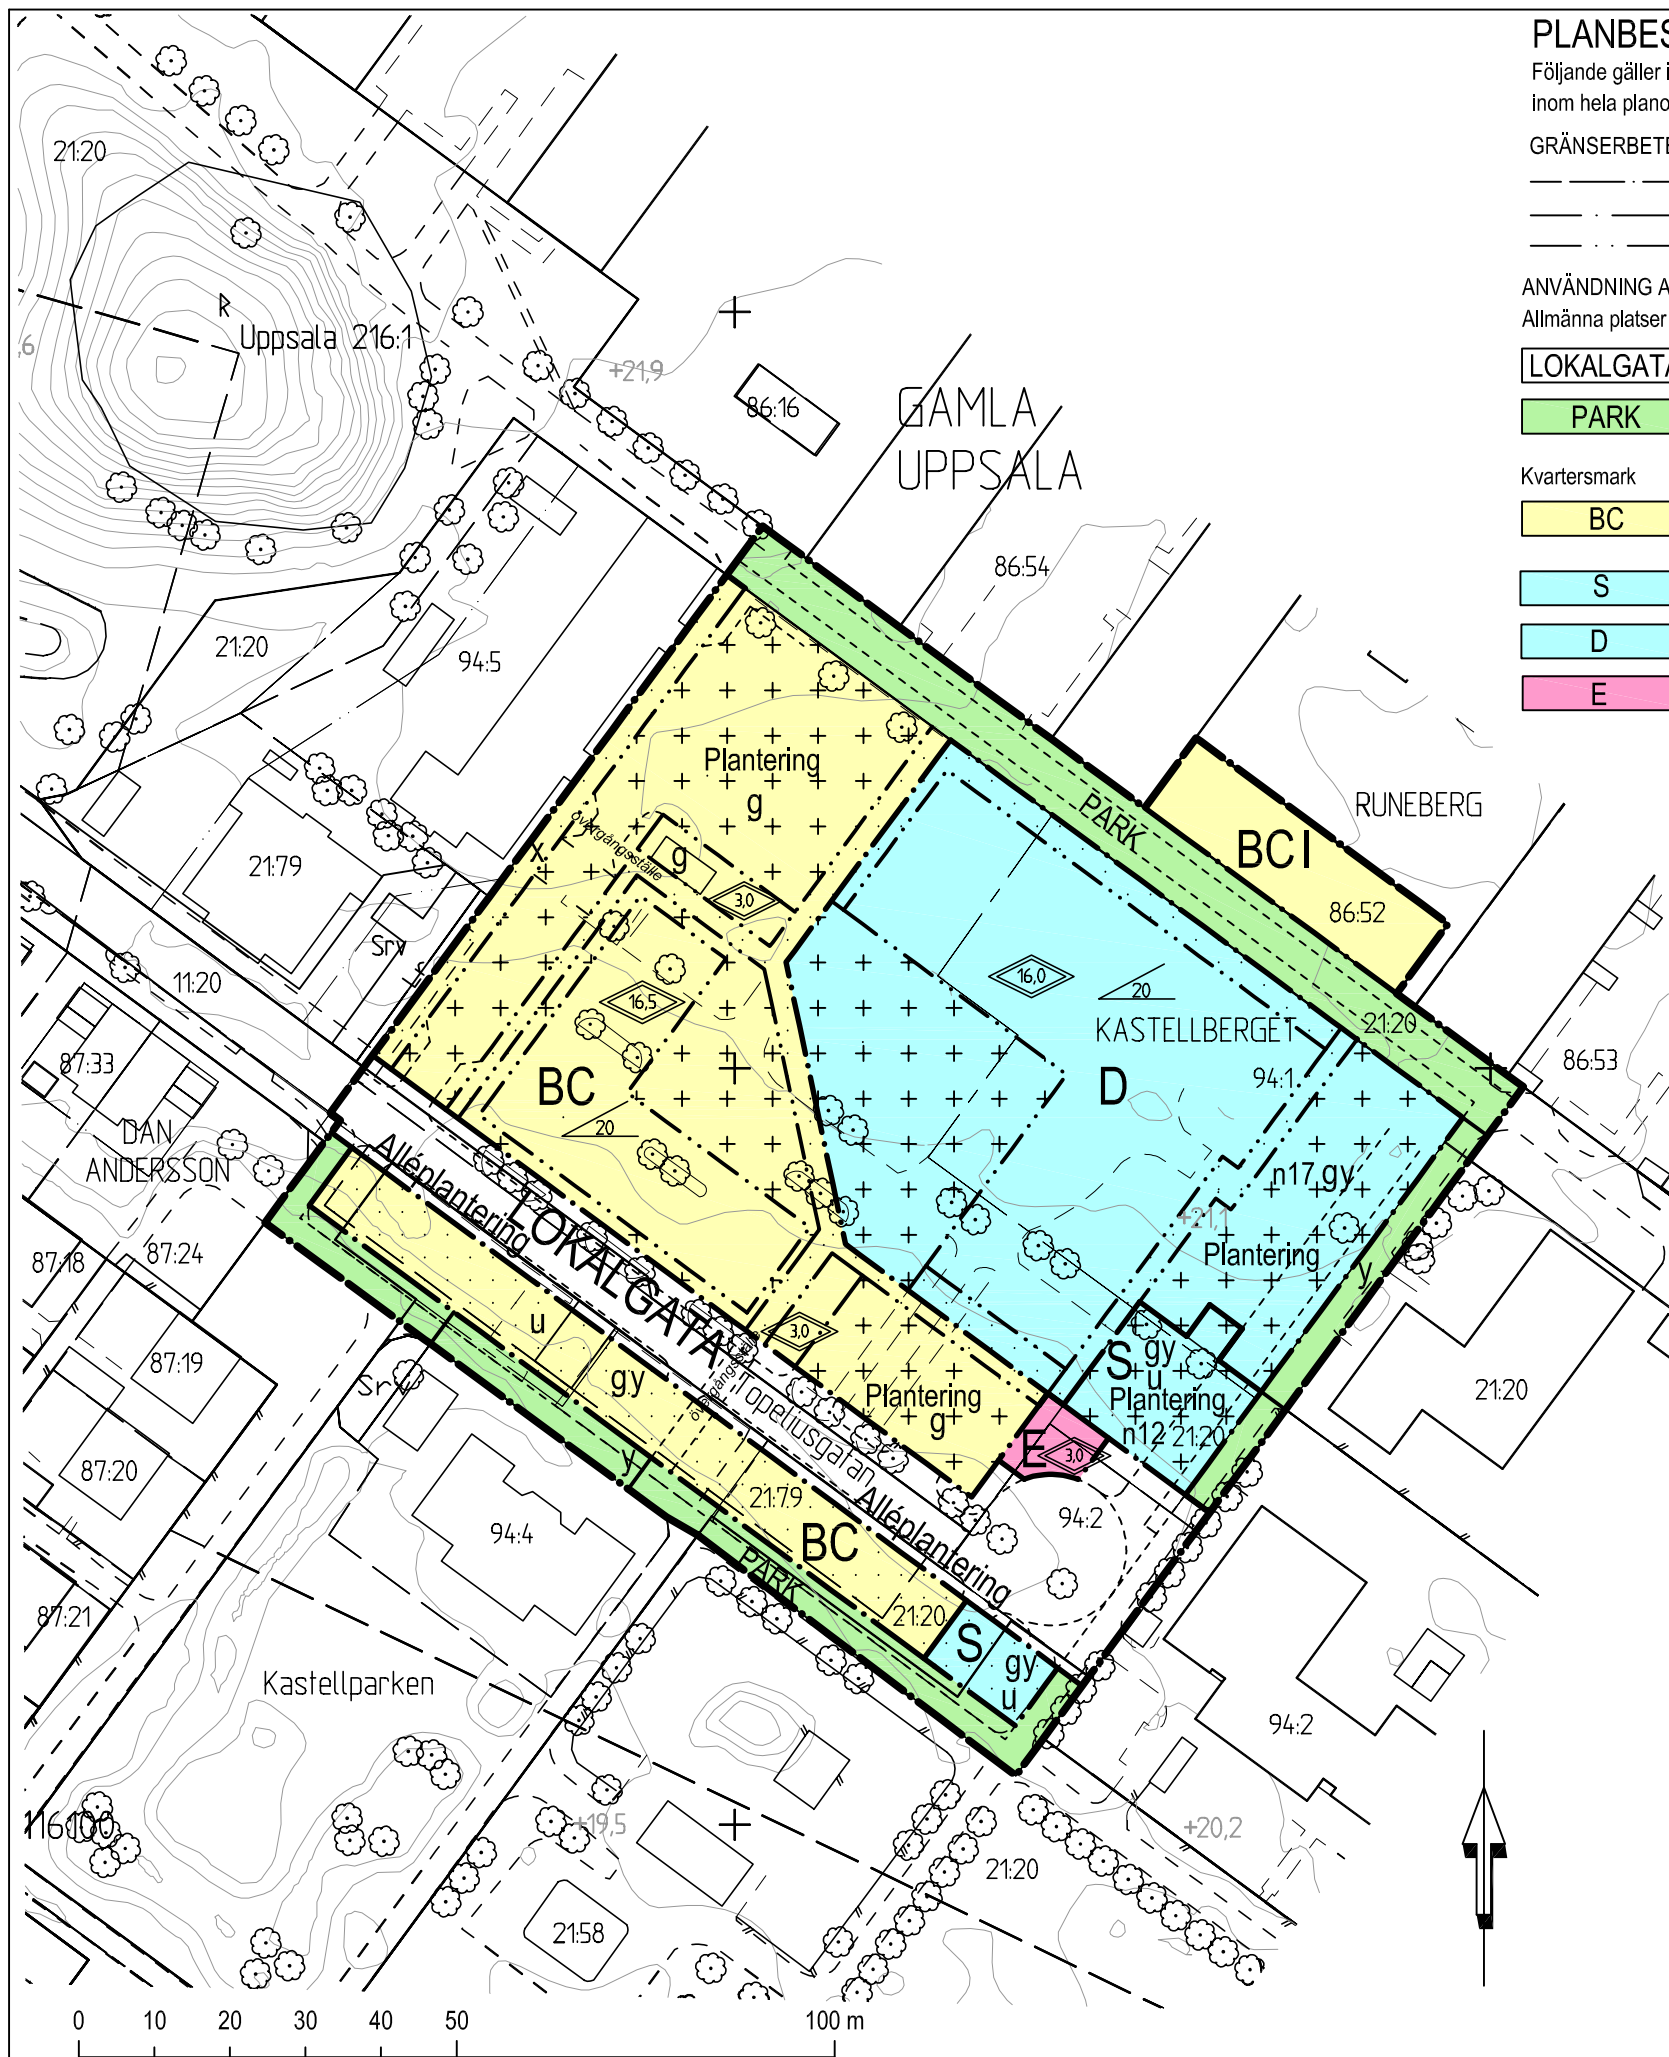 PLANBES
Följande gäller i
inom hela plano
GRÄNSERBETE
ANVÄNDNING A
Allmänna platser
LOKALGATA
PARK
Kvartersmark
BC
S
D
E
21:20
R
Uppsala 216:1
,6
+21,9
86:16
GAMLA
UPPSALA
86:54
21:20
94:5
Plantering
g
PARK
RUNEBERG
BC I
86:52
övergångsställe
g
3,0
21:79
Srv
11:20
16,5
16,0
20
KASTELLBERGET
21:20
86:53
87:33
BC
20
D
94:1
DAN
ANDERSSON
Alléplantering
LOKALGATA
n17 gy
+21,1
Plantering
y
87:18
87:24
u
3,0
87:19
Srv
gy
Topeliusgatan
Plantering
g
S
gy
u
Plantering
n12
21:20
21:20
E
3,0
87:20
y
21:79
94:4
BC
Alléplantering
94:2
PARK
87:21
21:20
S
gy
u
Kastellparken
94:2
116:100
+19,5
+20,2
21:20
21:58
0 10 20 30 40 50 100 m